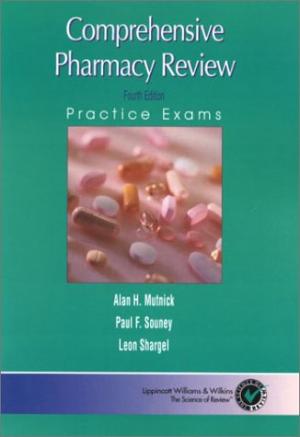 Comprehensive
Pharmacy Review
Fourth Edition
Practice Exams
Alan H. Mutnick
Paul F. Souney
Leon Shargel
Lippincott Williams & Wilkins
The Science of Review™